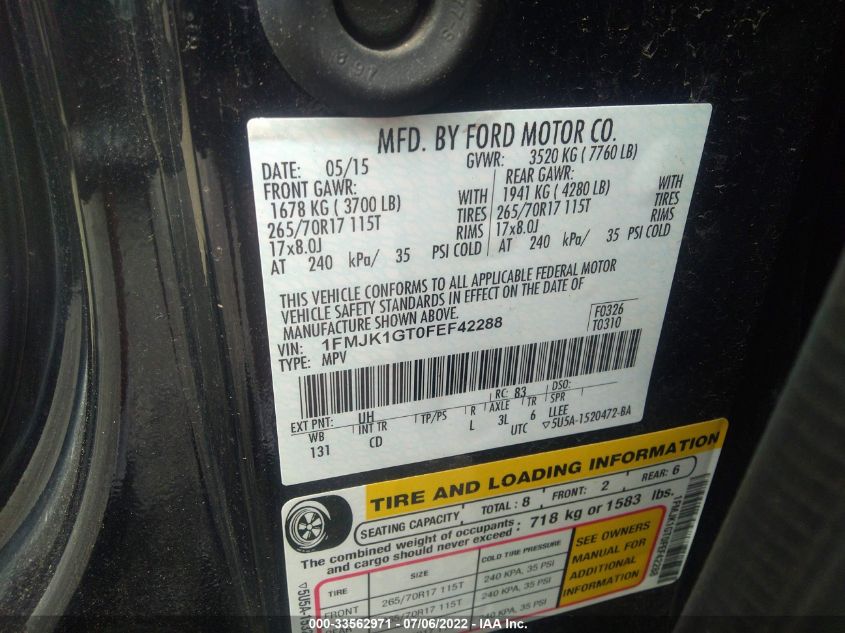 77 S
897
MFD. BY FORD MOTOR CO.
DATE: 05/15 GVWR: 3520 KG ( 7760 LB)
FRONT GAWR: REAR GAWR:
1678 KG ( 3700 LB) WITH 1941 KG ( 4280 LB) WITH
265/70R17 115T TIRES 265/70R17 115T TIRES
17x8.0J RIMS 17x8.0J RIMS
AT 240 kPa/ 35 PSI COLD AT 240 kPa/ 35 PSI COLD
THIS VEHICLE CONFORMS TO ALL APPLICABLE FEDERAL MOTOR
VEHICLE SAFETY STANDARDS IN EFFECT ON THE DATE OF
MANUFACTURE SHOWN ABOVE.
VIN: 1FMJK1GT0FEF42288 F0326
TYPE: MPV T0310
EXT PNT: UH RC: 83 DSO:
WB INT TR TP/PS R AXLE TR SPR
131 CD L 3L 6 LLEE
UTC ▽5U5A-1520472-BA
TIRE AND LOADING INFORMATION
SEATING CAPACITY TOTAL : 8 FRONT: 2 REAR: 6
The combined weight of occupants and cargo should never exceed : 718 kg or 1583 lbs.
TIRE SIZE COLD TIRE PRESSURE
FRONT 265/70R17 115T 240 KPA, 35 PSI
REAR 265/70R17 115T 240 KPA, 35 PSI
SEE OWNERS
MANUAL FOR
ADDITIONAL
INFORMATION
1FMJK1GT0FEF42288
000-33562971 - 07/06/2022 - IAA Inc.